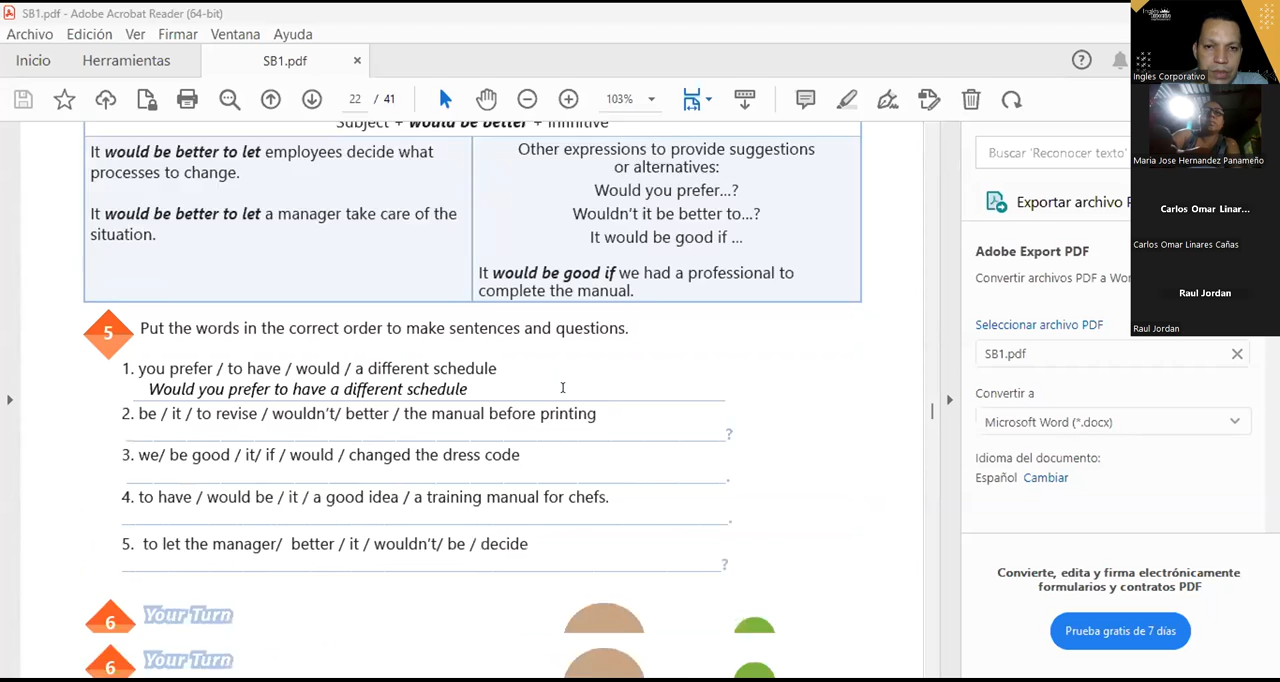 SB1.pdf - Adobe Acrobat Reader (64-bit)
Archivo Edición Ver Firmar Ventana Ayuda
Inicio Herramientas SB1.pdf ×
22 / 41 103%
Subject + would be better + infinitive
It would be better to let employees decide what
processes to change.
It would be better to let a manager take care of the
situation.
Other expressions to provide suggestions
or alternatives:
Would you prefer...?
Wouldn't it be better to...?
It would be good if ...
It would be good if we had a professional to
complete the manual.
5 Put the words in the correct order to make sentences and questions.
1. you prefer / to have / would / a different schedule
Would you prefer to have a different schedule
2. be / it / to revise / wouldn't/ better / the manual before printing
?
3. we/ be good / it/ if / would / changed the dress code
.
4. to have / would be / it / a good idea / a training manual for chefs.
.
5. to let the manager/ better / it / wouldn't/ be / decide
?
6 Your Turn
6 Your Turn
Buscar 'Reconocer texto'
Exportar archivo P
Adobe Export PDF
Convertir archivos PDF a Wor
Seleccionar archivo PDF
SB1.pdf
Convertir a
Microsoft Word (*.docx)
Idioma del documento:
Español Cambiar
Convierte, edita y firma electrónicamente
formularios y contratos PDF
Prueba gratis de 7 días
Ingles Corporativo
Maria Jose Hernandez Panameño
Carlos Omar Linar...
Carlos Omar Linares Cañas
Raul Jordan
Raul Jordan